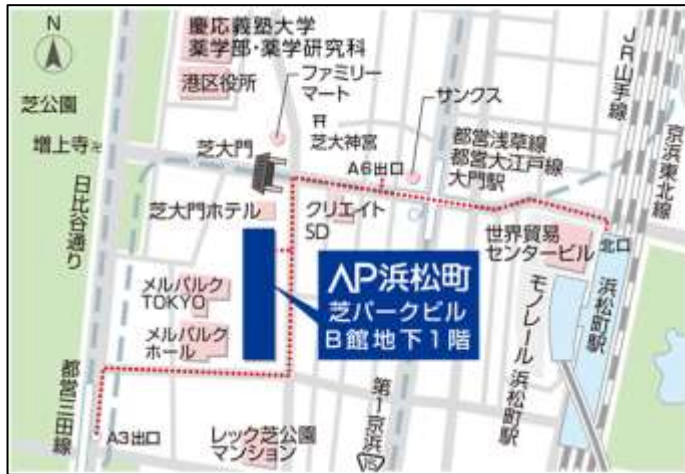 N
慶応義塾大学
薬学部・薬学研究科
港区役所
ファミリー
マート
芝公園
増上寺
卍
芝大門
芝大神宮
サンクス
A6出口
都営浅草線
都営大江戸線
大門駅
JR山手線
京浜東北線
日比谷通り
芝大門ホテル
クリエイト
SD
世界貿易
センタービル
北口
浜松町駅
モノレール浜松町駅
AP浜松町
芝パークビル
B館地下1階
メルパルク
TOKYO
メルパルク
ホール
都営三田線
A3出口
レック芝公園
マンション
第1京浜
15